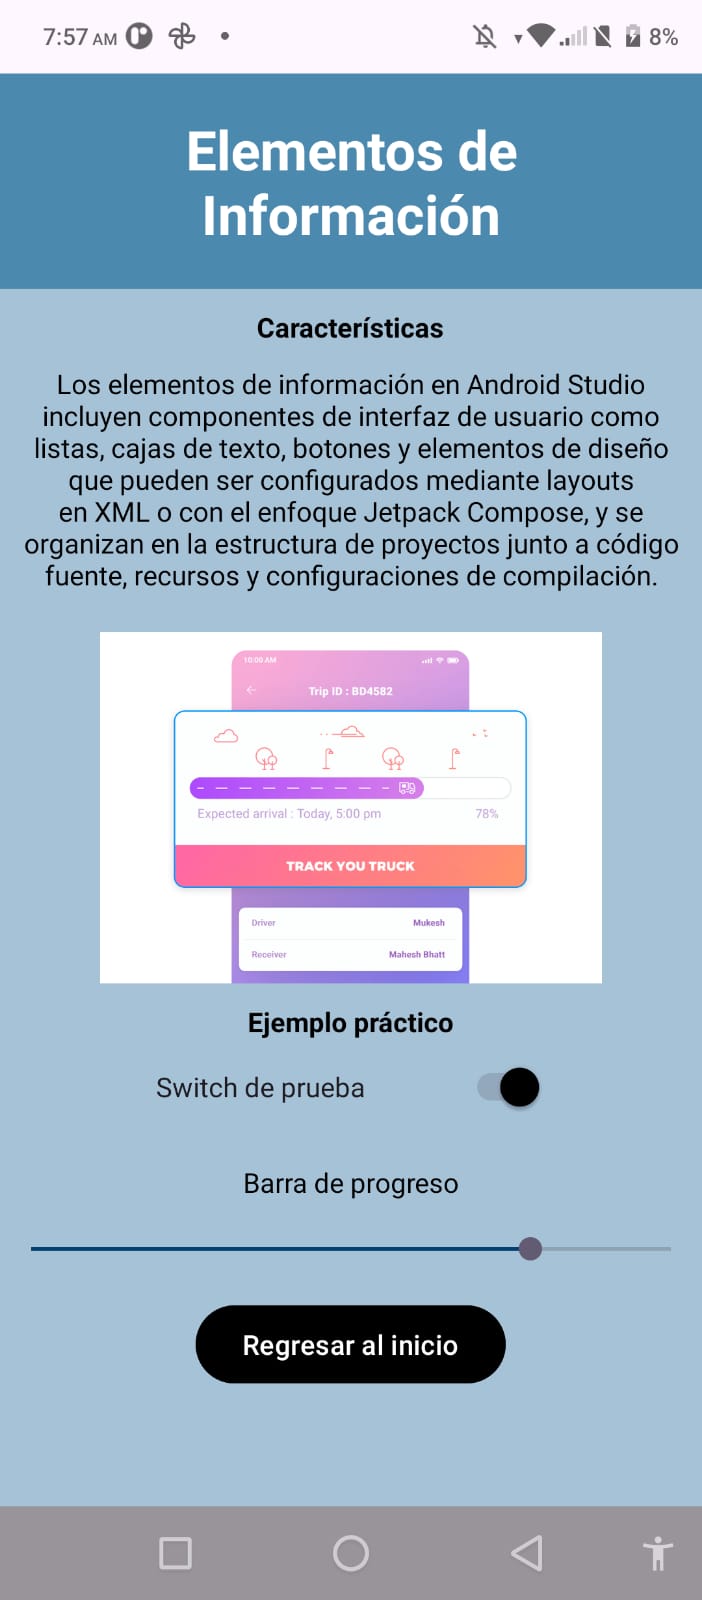 7:57 AM 8%
Elementos de
Información
Características
Los elementos de información en Android Studio
incluyen componentes de interfaz de usuario como
listas, cajas de texto, botones y elementos de diseño
que pueden ser configurados mediante layouts
en XML o con el enfoque Jetpack Compose, y se
organizan en la estructura de proyectos junto a código
fuente, recursos y configuraciones de compilación.
10:00 AM
Trip ID : BD4582
Expected arrival : Today, 5:00 pm 78%
TRACK YOU TRUCK
Driver Mukesh
Receiver Mahesh Bhatt
Ejemplo práctico
Switch de prueba
Barra de progreso
Regresar al inicio